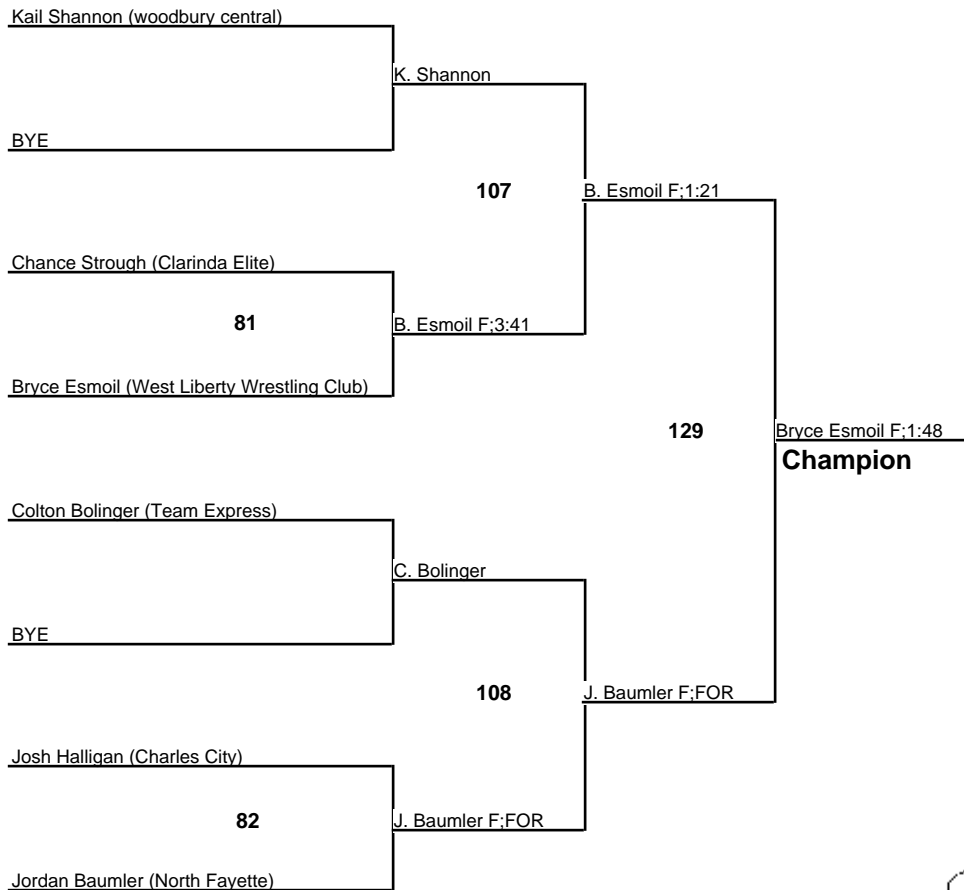 Kail Shannon (woodbury central)
K. Shannon
BYE
107
B. Esmoil F;1:21
Chance Strough (Clarinda Elite)
81
B. Esmoil F;3:41
Bryce Esmoil (West Liberty Wrestling Club)
129
Bryce Esmoil F;1:48
Champion
Colton Bolinger (Team Express)
C. Bolinger
BYE
108
J. Baumler F;FOR
Josh Halligan (Charles City)
82
J. Baumler F;FOR
Jordan Baumler (North Fayette)